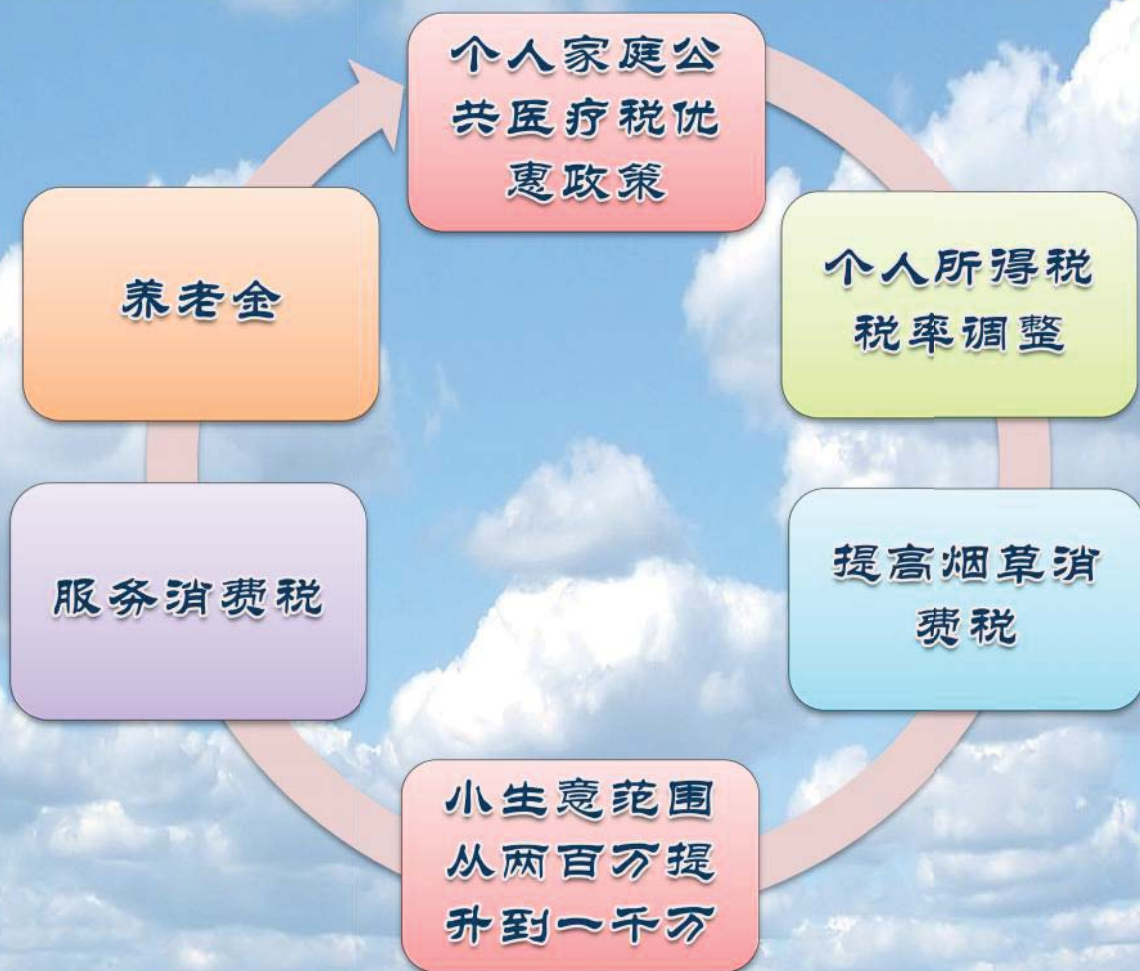 个人家庭公
共医疗税优
惠政策
个人所得税
税率调整
提高烟草消
费税
小生意范围
从两百万提
升到一千万
服务消费税
养老金